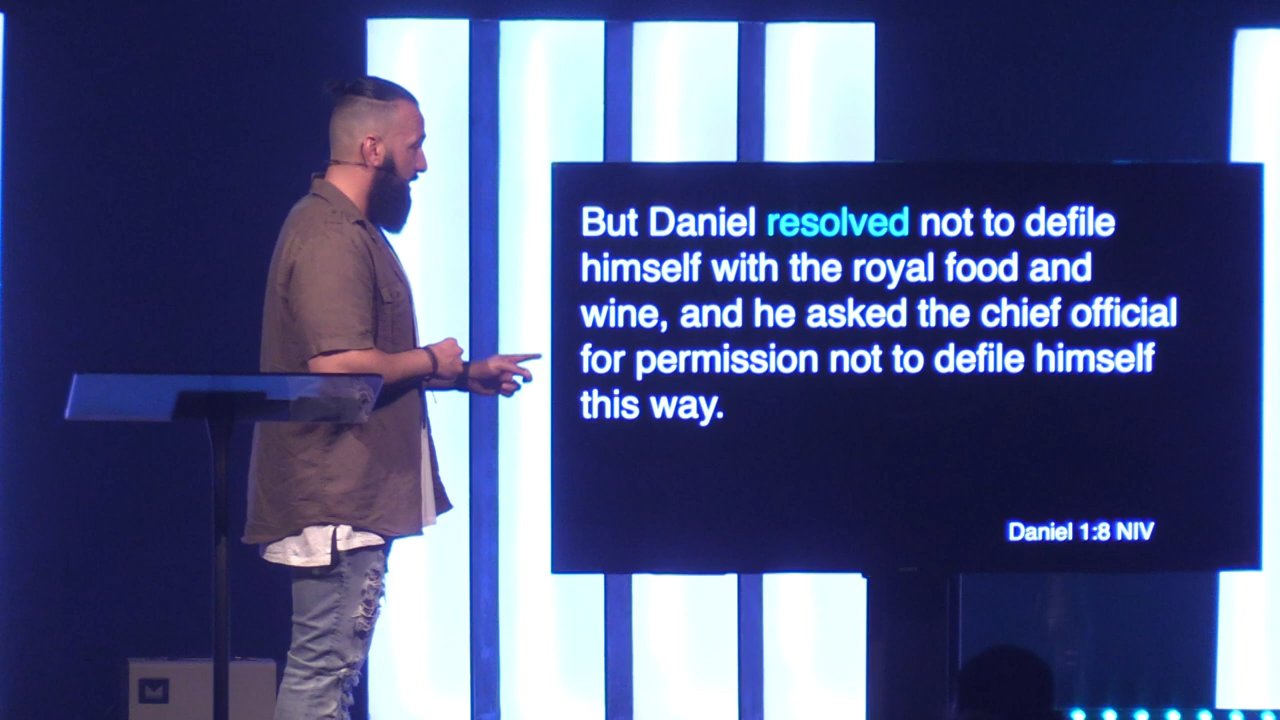 But Daniel resolved not to defile
himself with the royal food and
wine, and he asked the chief official
for permission not to defile himself
this way.
Daniel 1:8 NIV